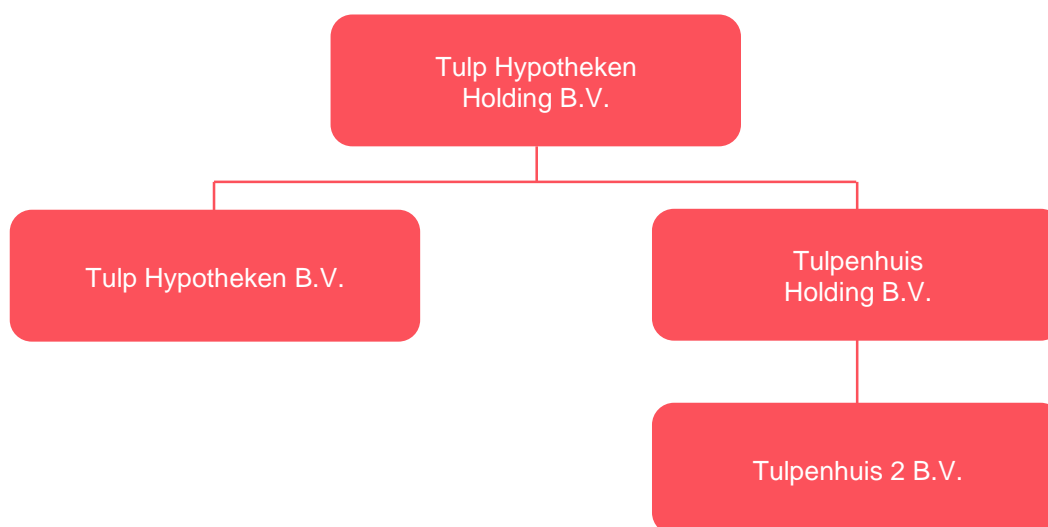 Tulp Hypotheken
Holding B.V.
Tulp Hypotheken B.V.
Tulpenhuis
Holding B.V.
Tulpenhuis 2 B.V.